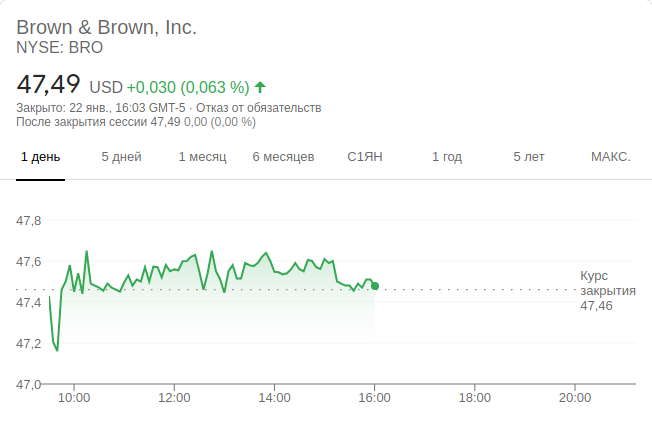 Brown & Brown, Inc.
NYSE: BRO
47,49 USD +0,030 (0,063 %)
Закрыто: 22 янв., 16:03 GMT-5 · Отказ от обязательств
После закрытия сессии 47,49 0,00 (0,00 %)
1 день 5 дней 1 месяц 6 месяцев С1ЯН 1 год 5 лет МАКС.
47,8
47,6
47,4
47,2
47,0
Курс
закрытия
47,46
10:00 12:00 14:00 16:00 18:00 20:00